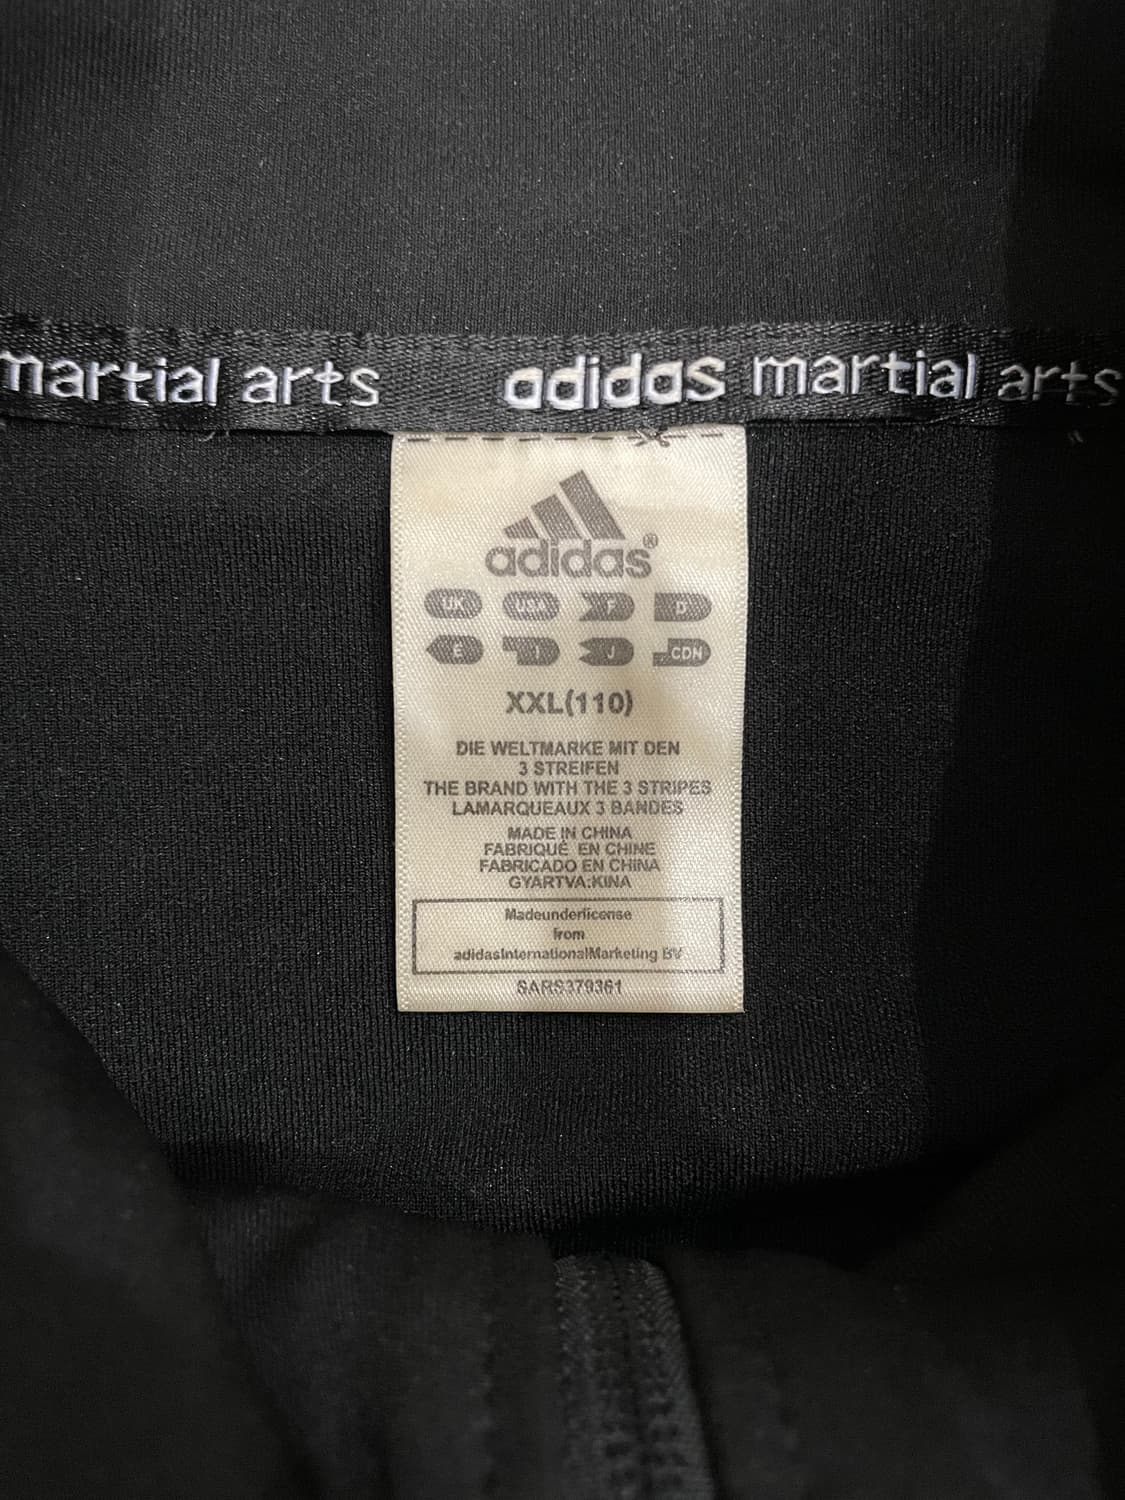 martial arts adidas martial arts
adidas®
UK USA F D
E I J CDN
XXL(110)
DIE WELTMARKE MIT DEN
3 STREIFEN
THE BRAND WITH THE 3 STRIPES
LAMARQUEAUX 3 BANDES
MADE IN CHINA
FABRIQUÉ EN CHINE
FABRICADO EN CHINA
GYARTVA:KINA
Madeunderlicense
from
adidasInternationalMarketing BV
SARS379361